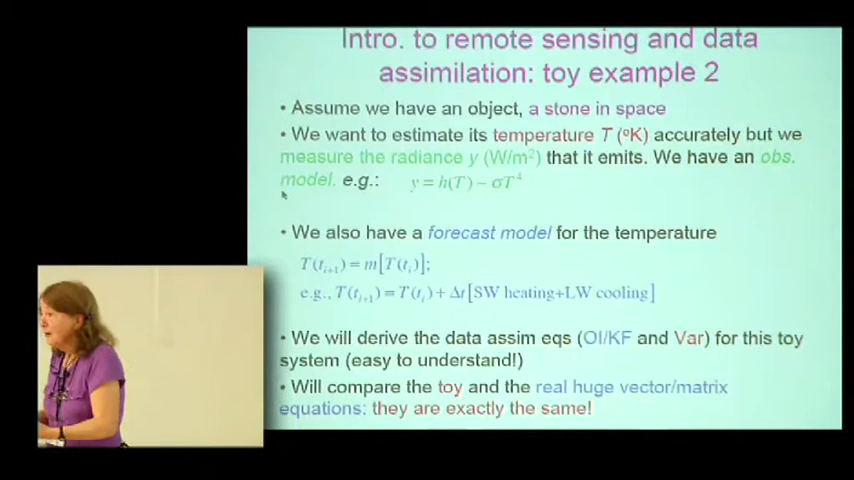 Intro. to remote sensing and data
assimilation: toy example 2
• Assume we have an object, a stone in space
• We want to estimate its temperature T (°K) accurately but we
measure the radiance y (W/m²) that it emits. We have an obs.
model. e.g.: y = h(T) − σT⁴
• We also have a forecast model for the temperature
T(tᵢ₊₁) = m[T(tᵢ)];
e.g., T(tᵢ₊₁) = T(tᵢ) + Δt[SW heating+LW cooling]
• We will derive the data assim eqs (OI/KF and Var) for this toy
system (easy to understand!)
• Will compare the toy and the real huge vector/matrix
equations: they are exactly the same!